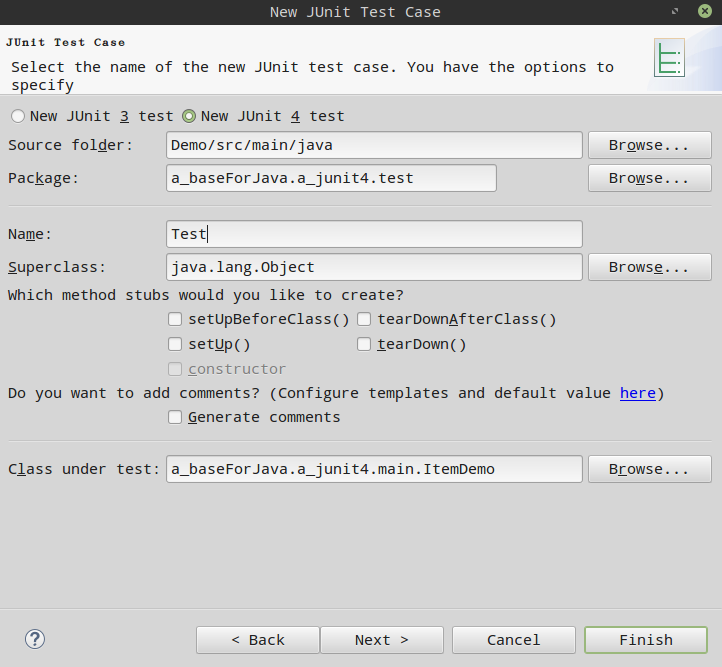 New JUnit Test Case
JUnit Test Case
Select the name of the new JUnit test case. You have the options to
specify
New JUnit 3 test New JUnit 4 test
Source folder: Demo/src/main/java Browse...
Package: a_baseForJava.a_junit4.test Browse...
Name: Test
Superclass: java.lang.Object Browse...
Which method stubs would you like to create?
setUpBeforeClass() tearDownAfterClass()
setUp() tearDown()
constructor
Do you want to add comments? (Configure templates and default value here)
Generate comments
Class under test: a_baseForJava.a_junit4.main.ItemDemo Browse...
? < Back Next > Cancel Finish